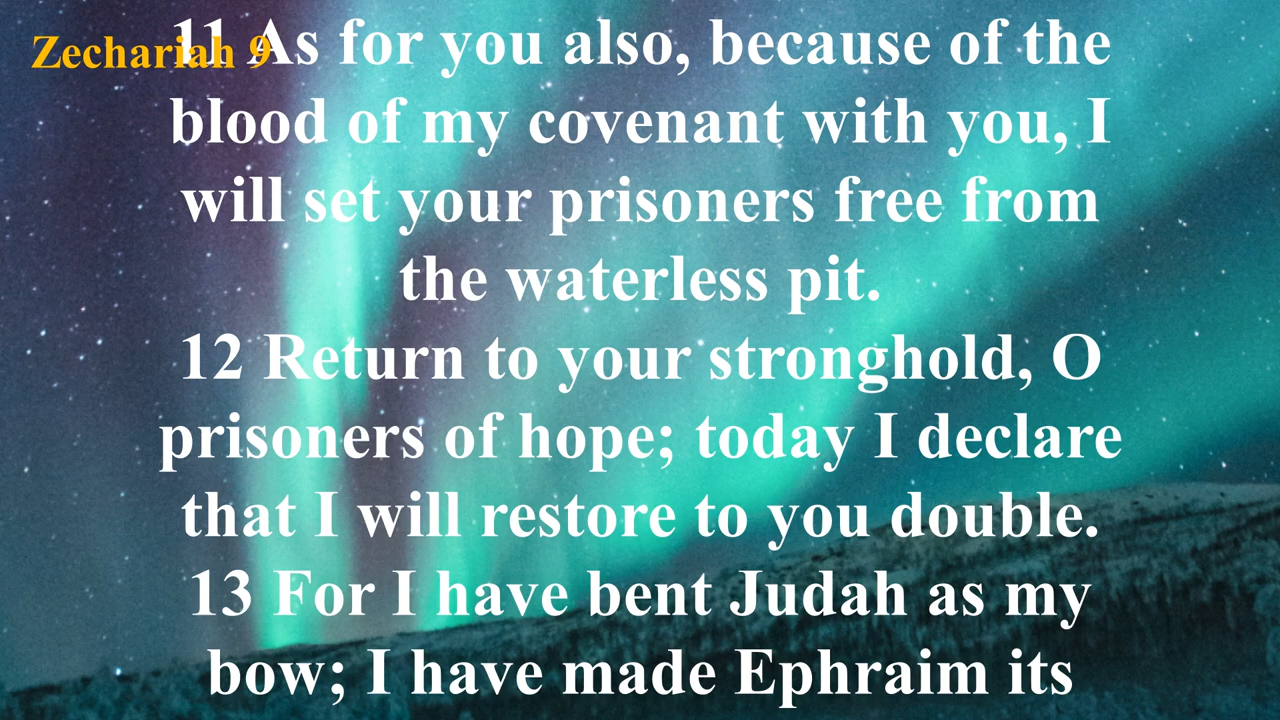 Zechariah 9
11 As for you also, because of the
blood of my covenant with you, I
will set your prisoners free from
the waterless pit.
12 Return to your stronghold, O
prisoners of hope; today I declare
that I will restore to you double.
13 For I have bent Judah as my
bow; I have made Ephraim its